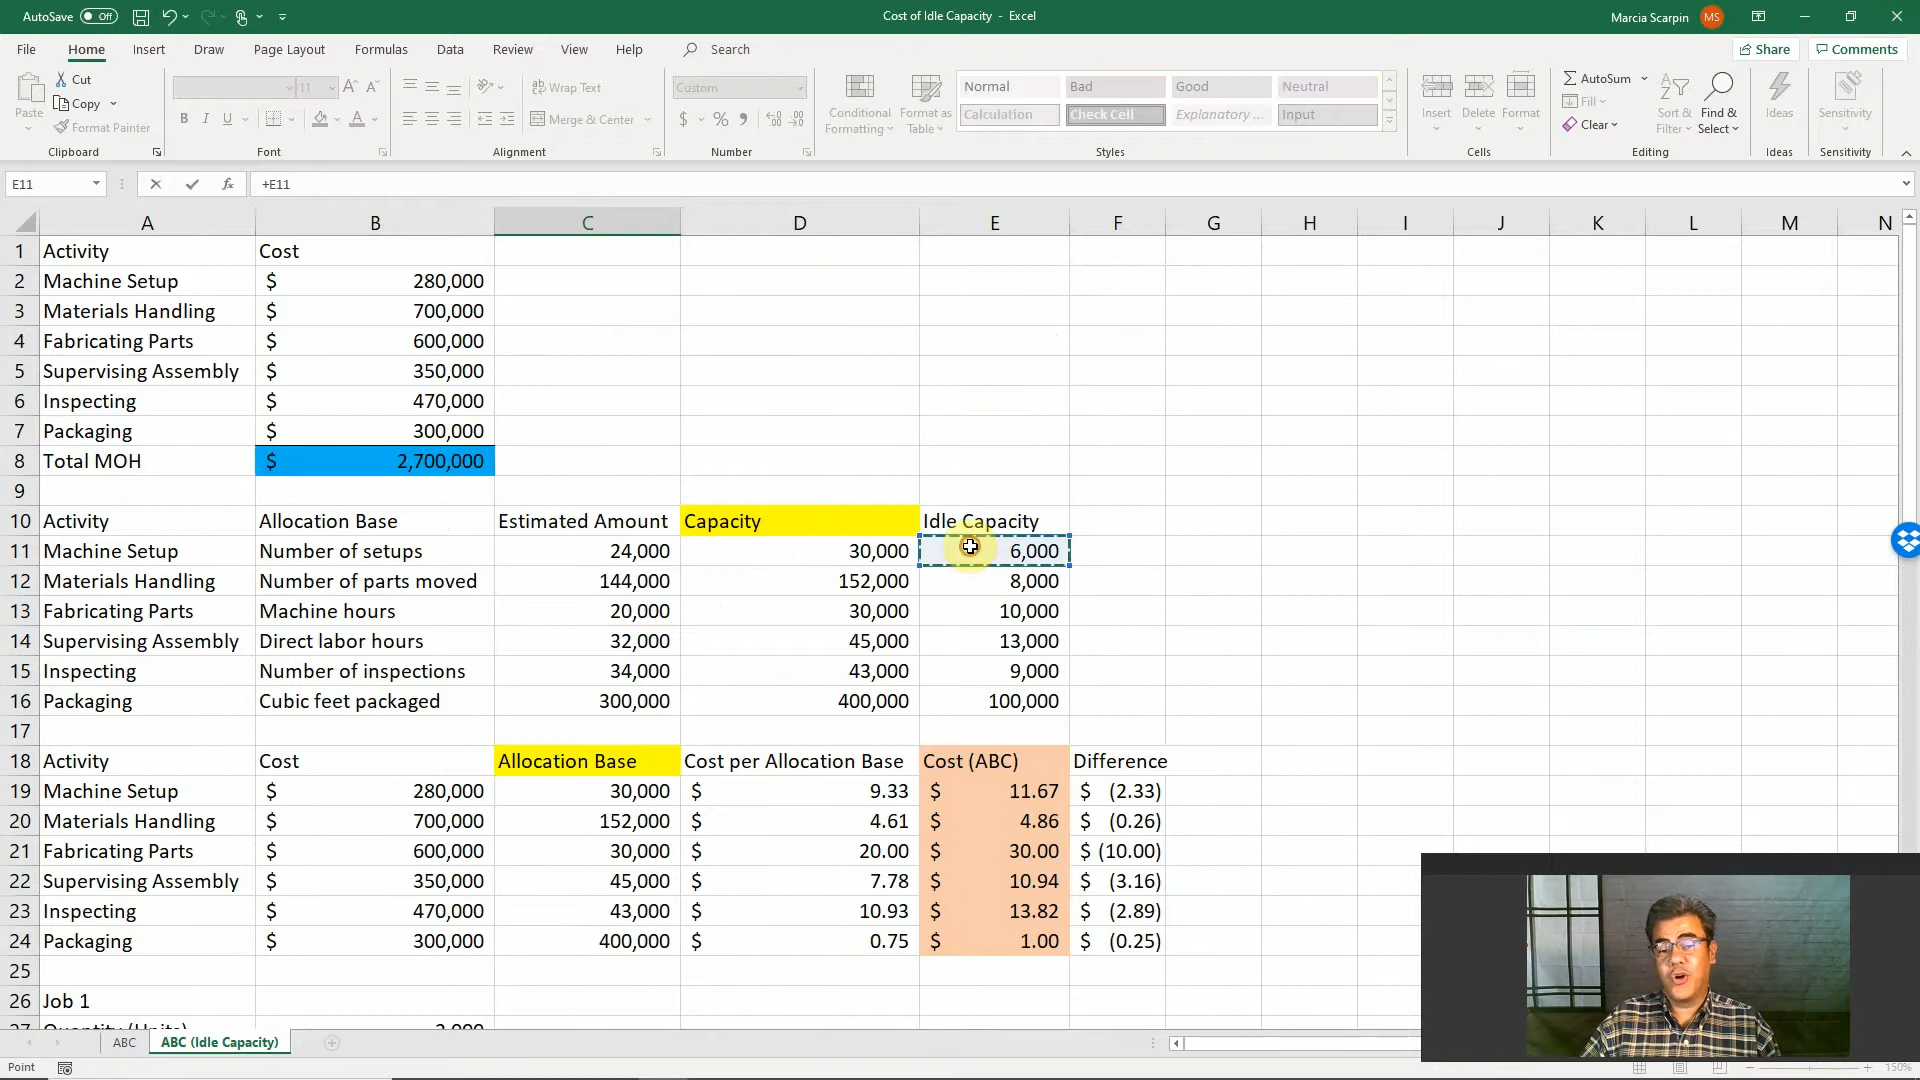 AutoSave Off Cost of Idle Capacity - Excel Marcia Scarpin MS
File Home Insert Draw Page Layout Formulas Data Review View Help Search Share Comments
Paste Cut Copy Format Painter Clipboard
11 A A B I U A Font
Wrap Text Merge & Center Alignment
Custom $ % Number
Conditional Formatting Format as Table Normal Bad Good Neutral
Calculation Check Cell Explanatory ... Input Styles
Insert Delete Format Cells
AutoSum Fill Clear Sort & Filter Find & Select Editing
Ideas Ideas Sensitivity Sensitivity
E11 fx +E11
A B C D E F G H I J K L M N
1 Activity Cost
2 Machine Setup $ 280,000
3 Materials Handling $ 700,000
4 Fabricating Parts $ 600,000
5 Supervising Assembly $ 350,000
6 Inspecting $ 470,000
7 Packaging $ 300,000
8 Total MOH $ 2,700,000
9
10 Activity Allocation Base Estimated Amount Capacity Idle Capacity
11 Machine Setup Number of setups 24,000 30,000 6,000
12 Materials Handling Number of parts moved 144,000 152,000 8,000
13 Fabricating Parts Machine hours 20,000 30,000 10,000
14 Supervising Assembly Direct labor hours 32,000 45,000 13,000
15 Inspecting Number of inspections 34,000 43,000 9,000
16 Packaging Cubic feet packaged 300,000 400,000 100,000
17
18 Activity Cost Allocation Base Cost per Allocation Base Cost (ABC) Difference
19 Machine Setup $ 280,000 30,000 $ 9.33 $ 11.67 $ (2.33)
20 Materials Handling $ 700,000 152,000 $ 4.61 $ 4.86 $ (0.26)
21 Fabricating Parts $ 600,000 30,000 $ 20.00 $ 30.00 $ (10.00)
22 Supervising Assembly $ 350,000 45,000 $ 7.78 $ 10.94 $ (3.16)
23 Inspecting $ 470,000 43,000 $ 10.93 $ 13.82 $ (2.89)
24 Packaging $ 300,000 400,000 $ 0.75 $ 1.00 $ (0.25)
25
26 Job 1
27 Quantity (Units) 2,000
ABC ABC (Idle Capacity)
Point 150%